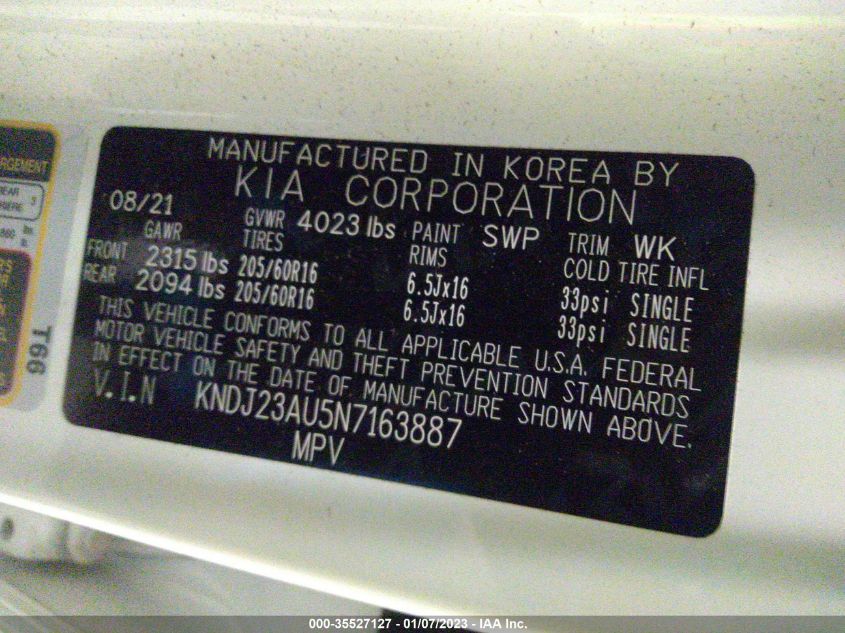 MANUFACTURED IN KOREA BY
KIA CORPORATION
08/21 GVWR 4023 lbs PAINT SWP TRIM WK
GAWR TIRES RIMS COLD TIRE INFL
FRONT 2315 lbs 205/60R16 6.5Jx16 33psi SINGLE
REAR 2094 lbs 205/60R16 6.5Jx16 33psi SINGLE
THIS VEHICLE CONFORMS TO ALL APPLICABLE U.S.A. FEDERAL
MOTOR VEHICLE SAFETY AND THEFT PREVENTION STANDARDS
IN EFFECT ON THE DATE OF MANUFACTURE SHOWN ABOVE.
V.I.N KNDJ23AU5N7163887
MPV
T66
000-35527127 - 01/07/2023 - IAA Inc.